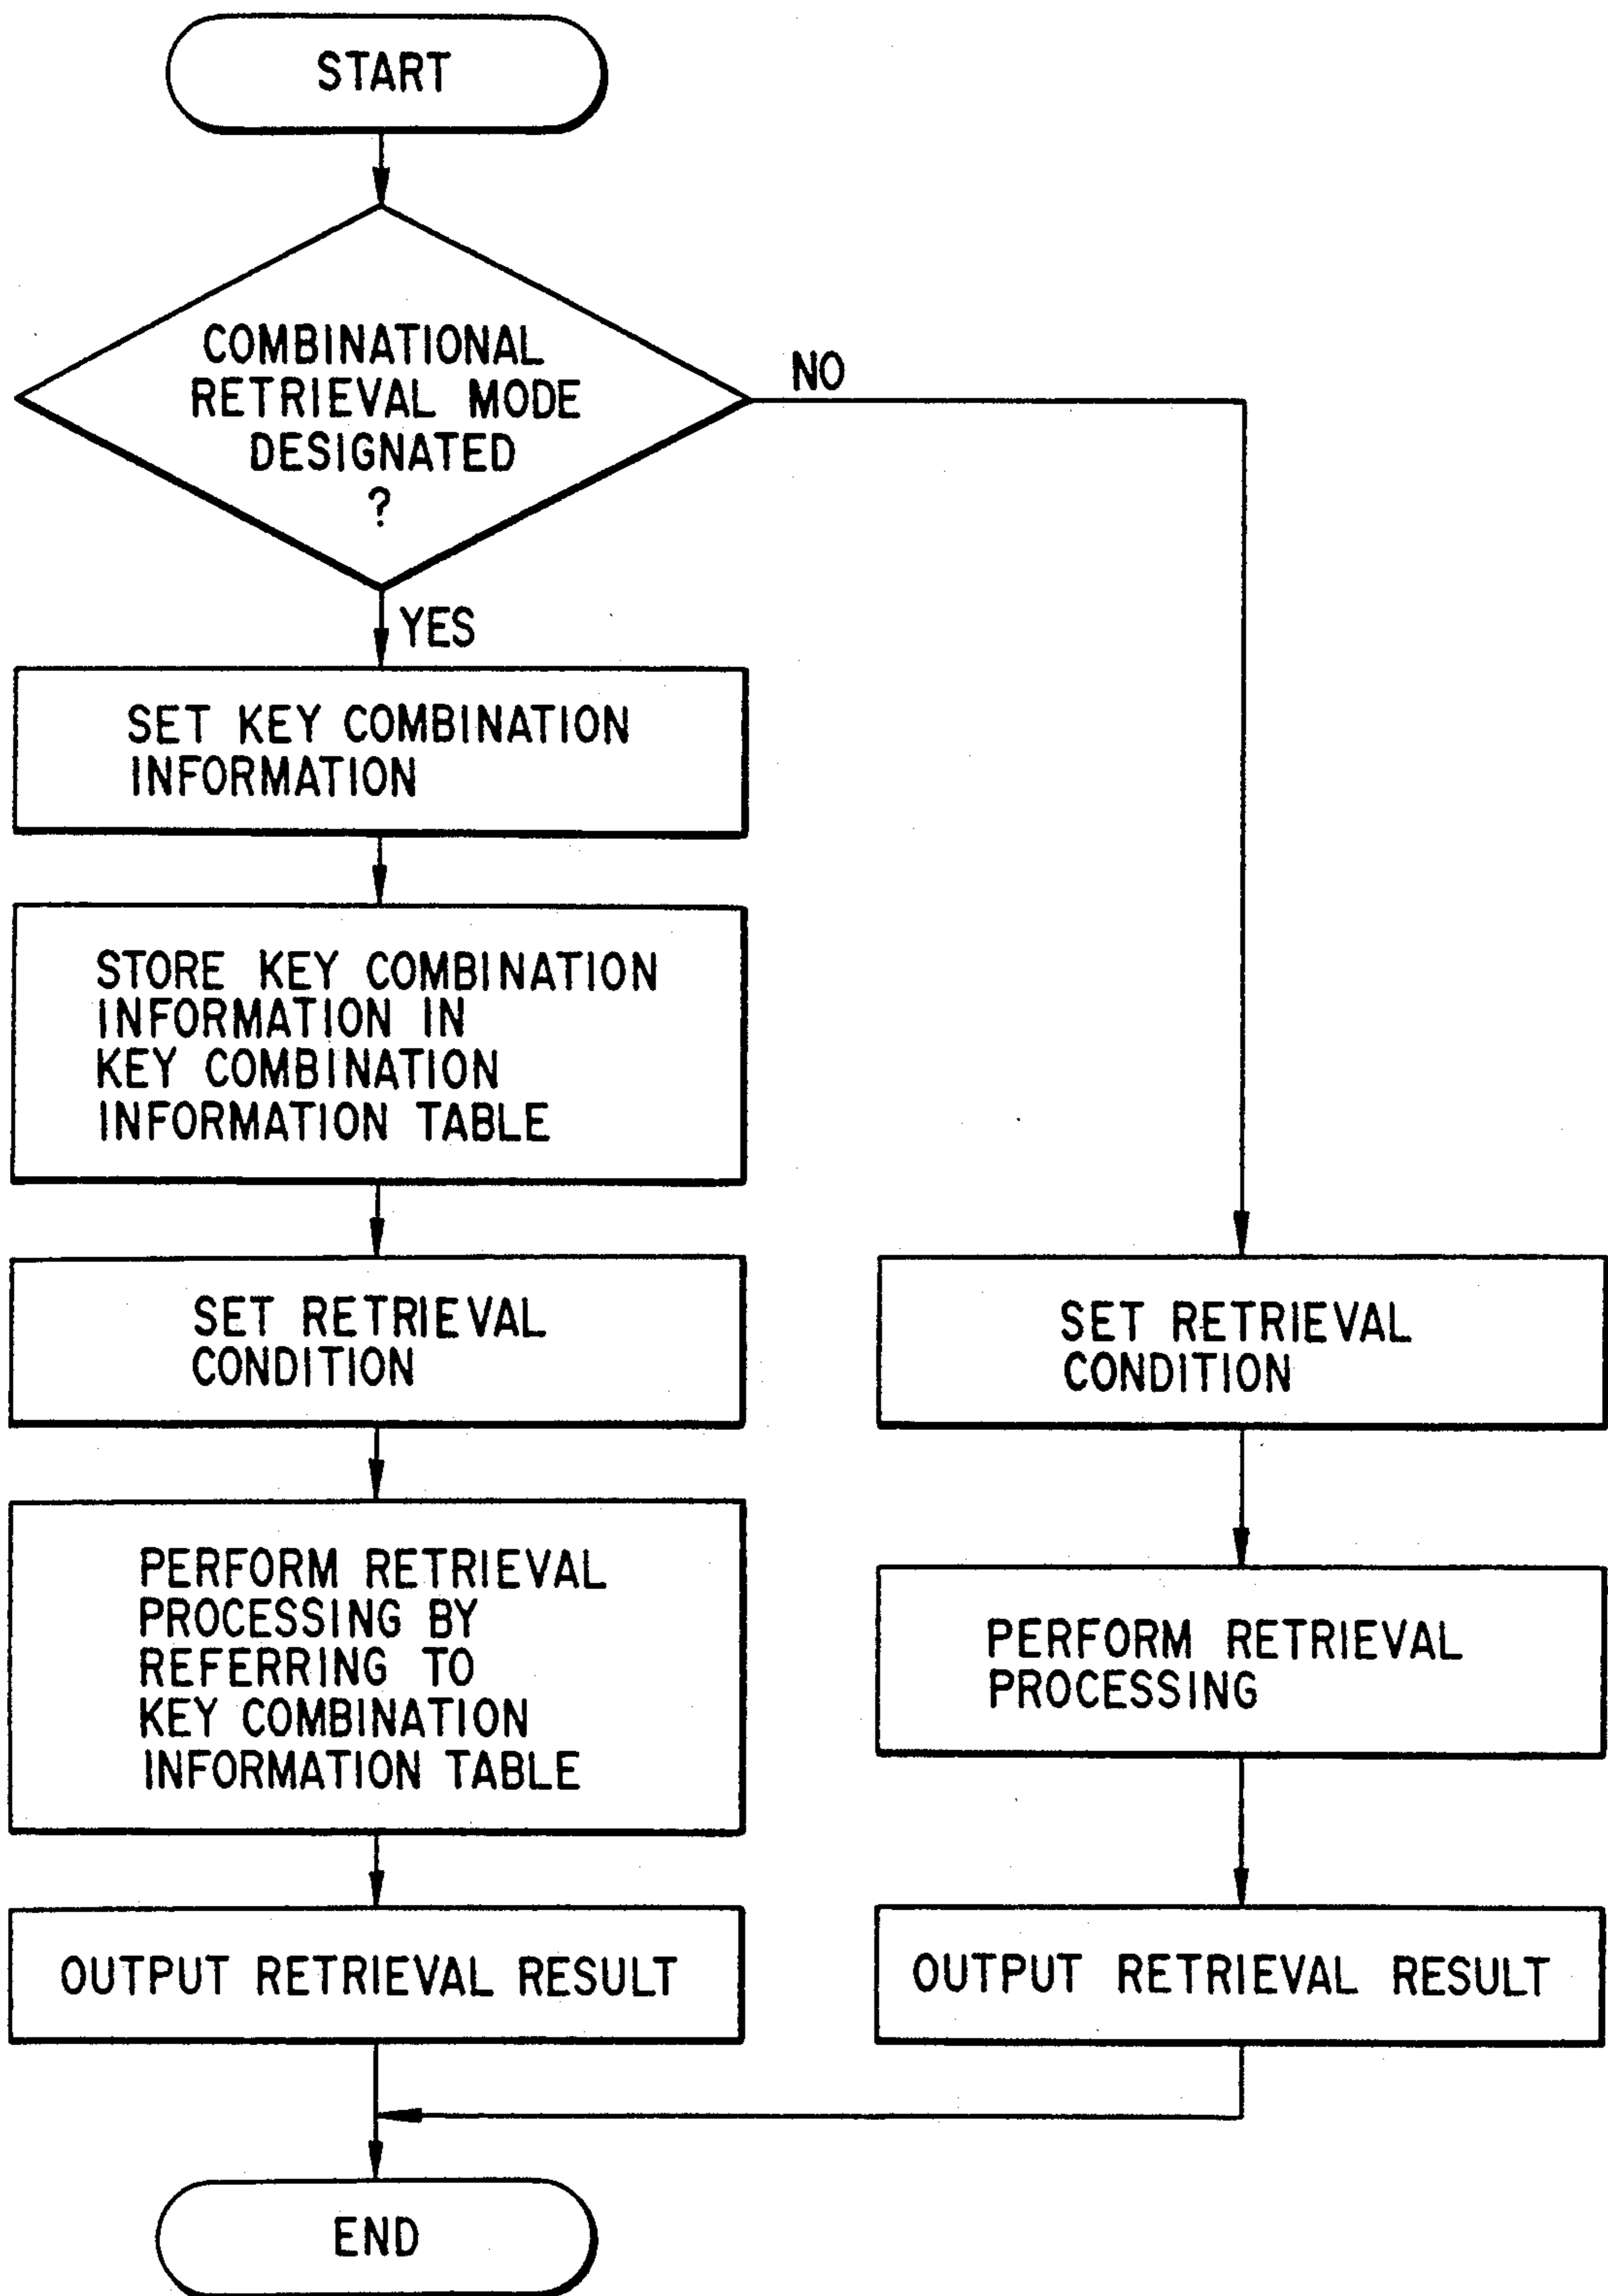 START
COMBINATIONAL
RETRIEVAL MODE
DESIGNATED
?
NO
YES
SET KEY COMBINATION
INFORMATION
STORE KEY COMBINATION
INFORMATION IN
KEY COMBINATION
INFORMATION TABLE
SET RETRIEVAL
CONDITION
PERFORM RETRIEVAL
PROCESSING BY
REFERRING TO
KEY COMBINATION
INFORMATION TABLE
OUTPUT RETRIEVAL RESULT
SET RETRIEVAL
CONDITION
PERFORM RETRIEVAL
PROCESSING
OUTPUT RETRIEVAL RESULT
END